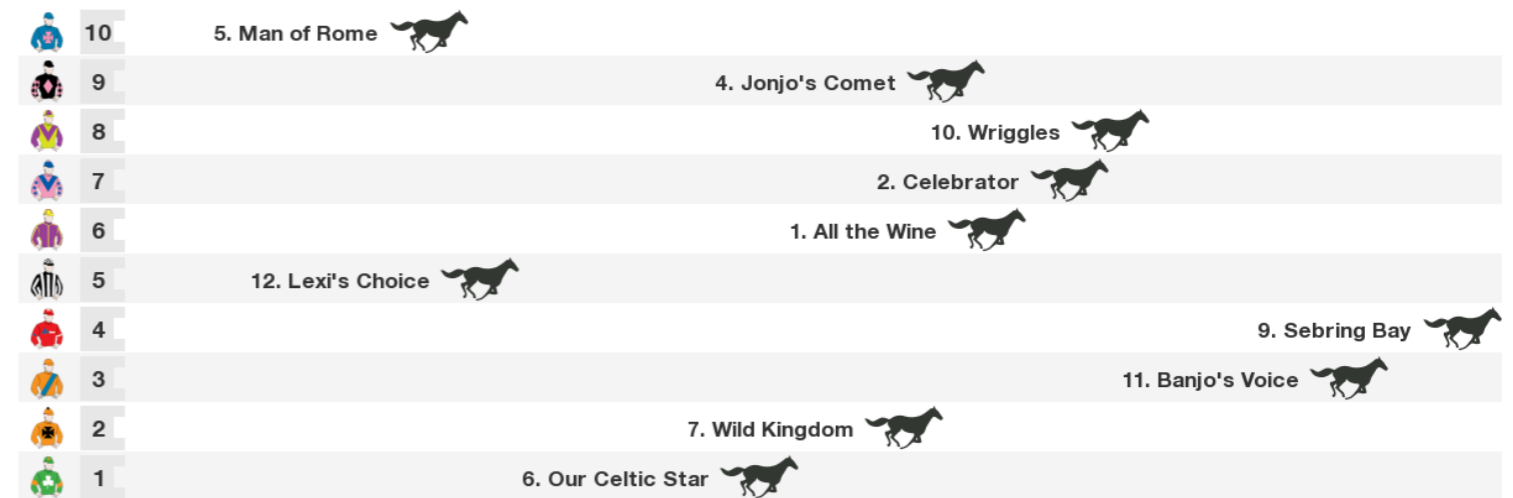 10 5. Man of Rome
9 4. Jonjo's Comet
8 10. Wriggles
7 2. Celebrator
6 1. All the Wine
5 12. Lexi's Choice
4 9. Sebring Bay
3 11. Banjo's Voice
2 7. Wild Kingdom
1 6. Our Celtic Star